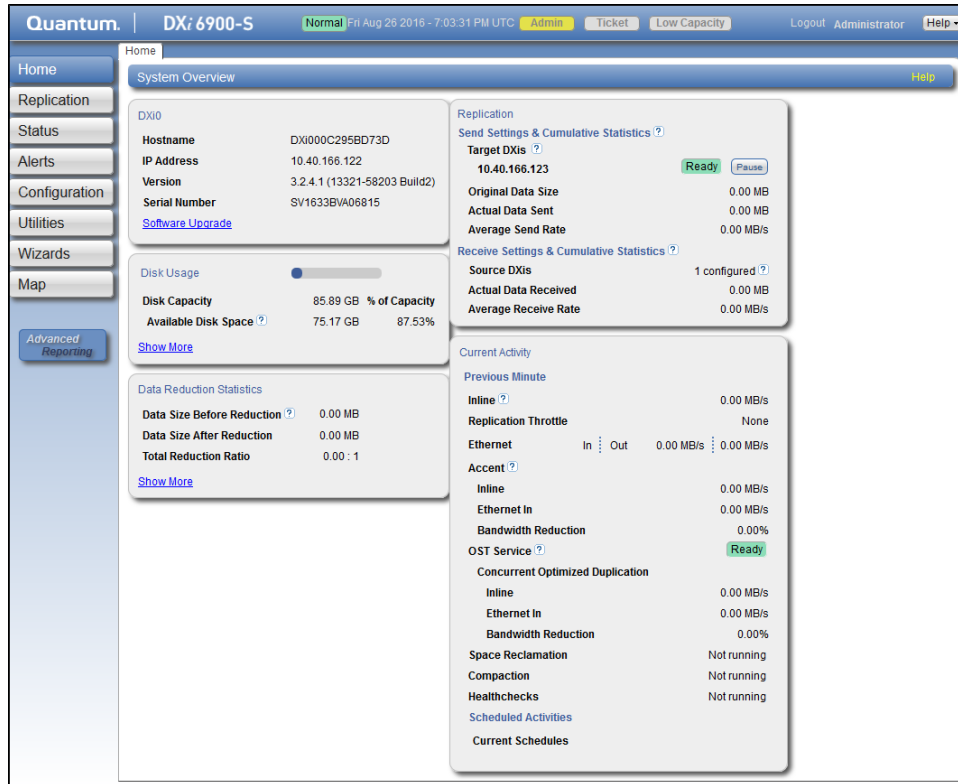 Quantum. | DXi 6900-S Normal Fri Aug 26 2016 - 7:03:31 PM UTC Admin Ticket Low Capacity Logout Administrator Help
Home
System Overview Help
Home
Replication
Status
Alerts
Configuration
Utilities
Wizards
Map
Advanced
Reporting
DXi0
Hostname DXi000C295BD73D
IP Address 10.40.166.122
Version 3.2.4.1 (13321-58203 Build2)
Serial Number SV1633BVA06815
Software Upgrade
Disk Usage
Disk Capacity 85.89 GB % of Capacity
Available Disk Space ? 75.17 GB 87.53%
Show More
Data Reduction Statistics
Data Size Before Reduction ? 0.00 MB
Data Size After Reduction 0.00 MB
Total Reduction Ratio 0.00 : 1
Show More
Replication
Send Settings & Cumulative Statistics ?
Target DXis ?
10.40.166.123 Ready Pause
Original Data Size 0.00 MB
Actual Data Sent 0.00 MB
Average Send Rate 0.00 MB/s
Receive Settings & Cumulative Statistics ?
Source DXis 1 configured ?
Actual Data Received 0.00 MB
Average Receive Rate 0.00 MB/s
Current Activity
Previous Minute
Inline ? 0.00 MB/s
Replication Throttle None
Ethernet In Out 0.00 MB/s 0.00 MB/s
Accent ?
Inline 0.00 MB/s
Ethernet In 0.00 MB/s
Bandwidth Reduction 0.00%
OST Service ? Ready
Concurrent Optimized Duplication
Inline 0.00 MB/s
Ethernet In 0.00 MB/s
Bandwidth Reduction 0.00%
Space Reclamation Not running
Compaction Not running
Healthchecks Not running
Scheduled Activities
Current Schedules